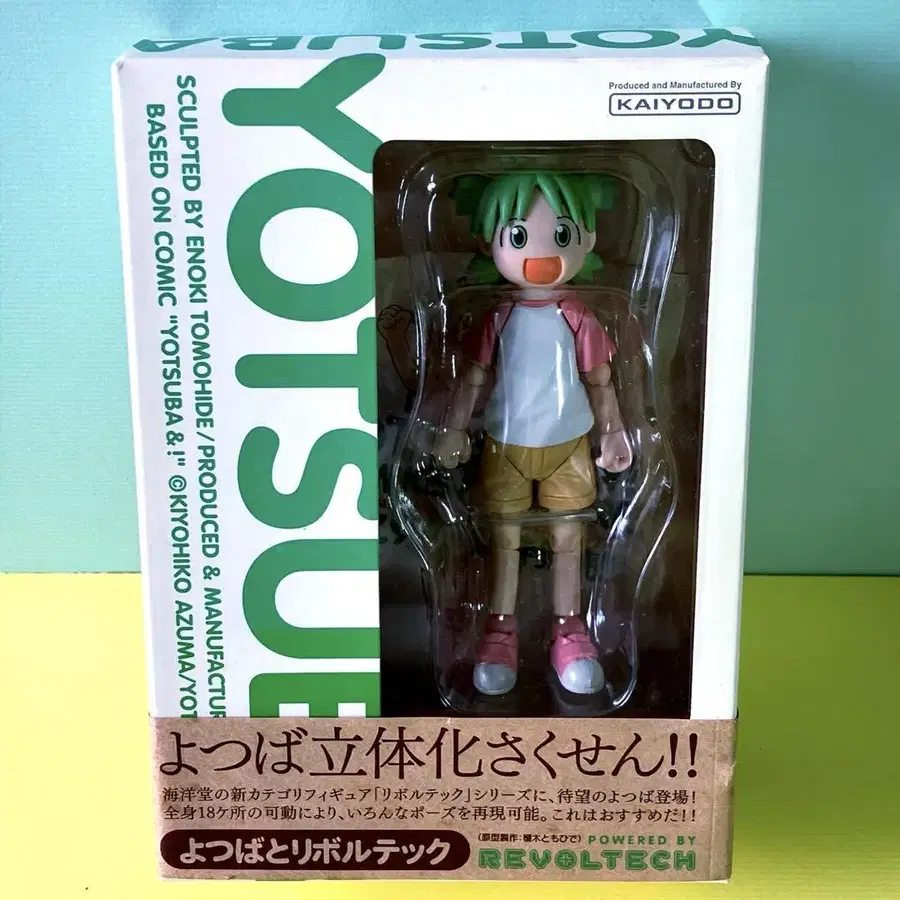 YOTSUBA
Produced and Manufactured By
KAIYODO
YOTSUB
SCULPTED BY ENOKI TOMOHIDE/PRODUCED & MANUFACTUR
BASED ON COMIC "YOTSUBA&!" ©KIYOHIKO AZUMA/YOT
よつば立体化さくせん!!
海洋堂の新カテゴリフィギュア「リボルテック」シリーズに、待望のよつば登場!
全身18ケ所の可動により、いろんなポーズを再現可能。これはおすすめだ!!
よつばとリボルテック
(原型製作:榎木ともひで) POWERED BY
REVOLTECH